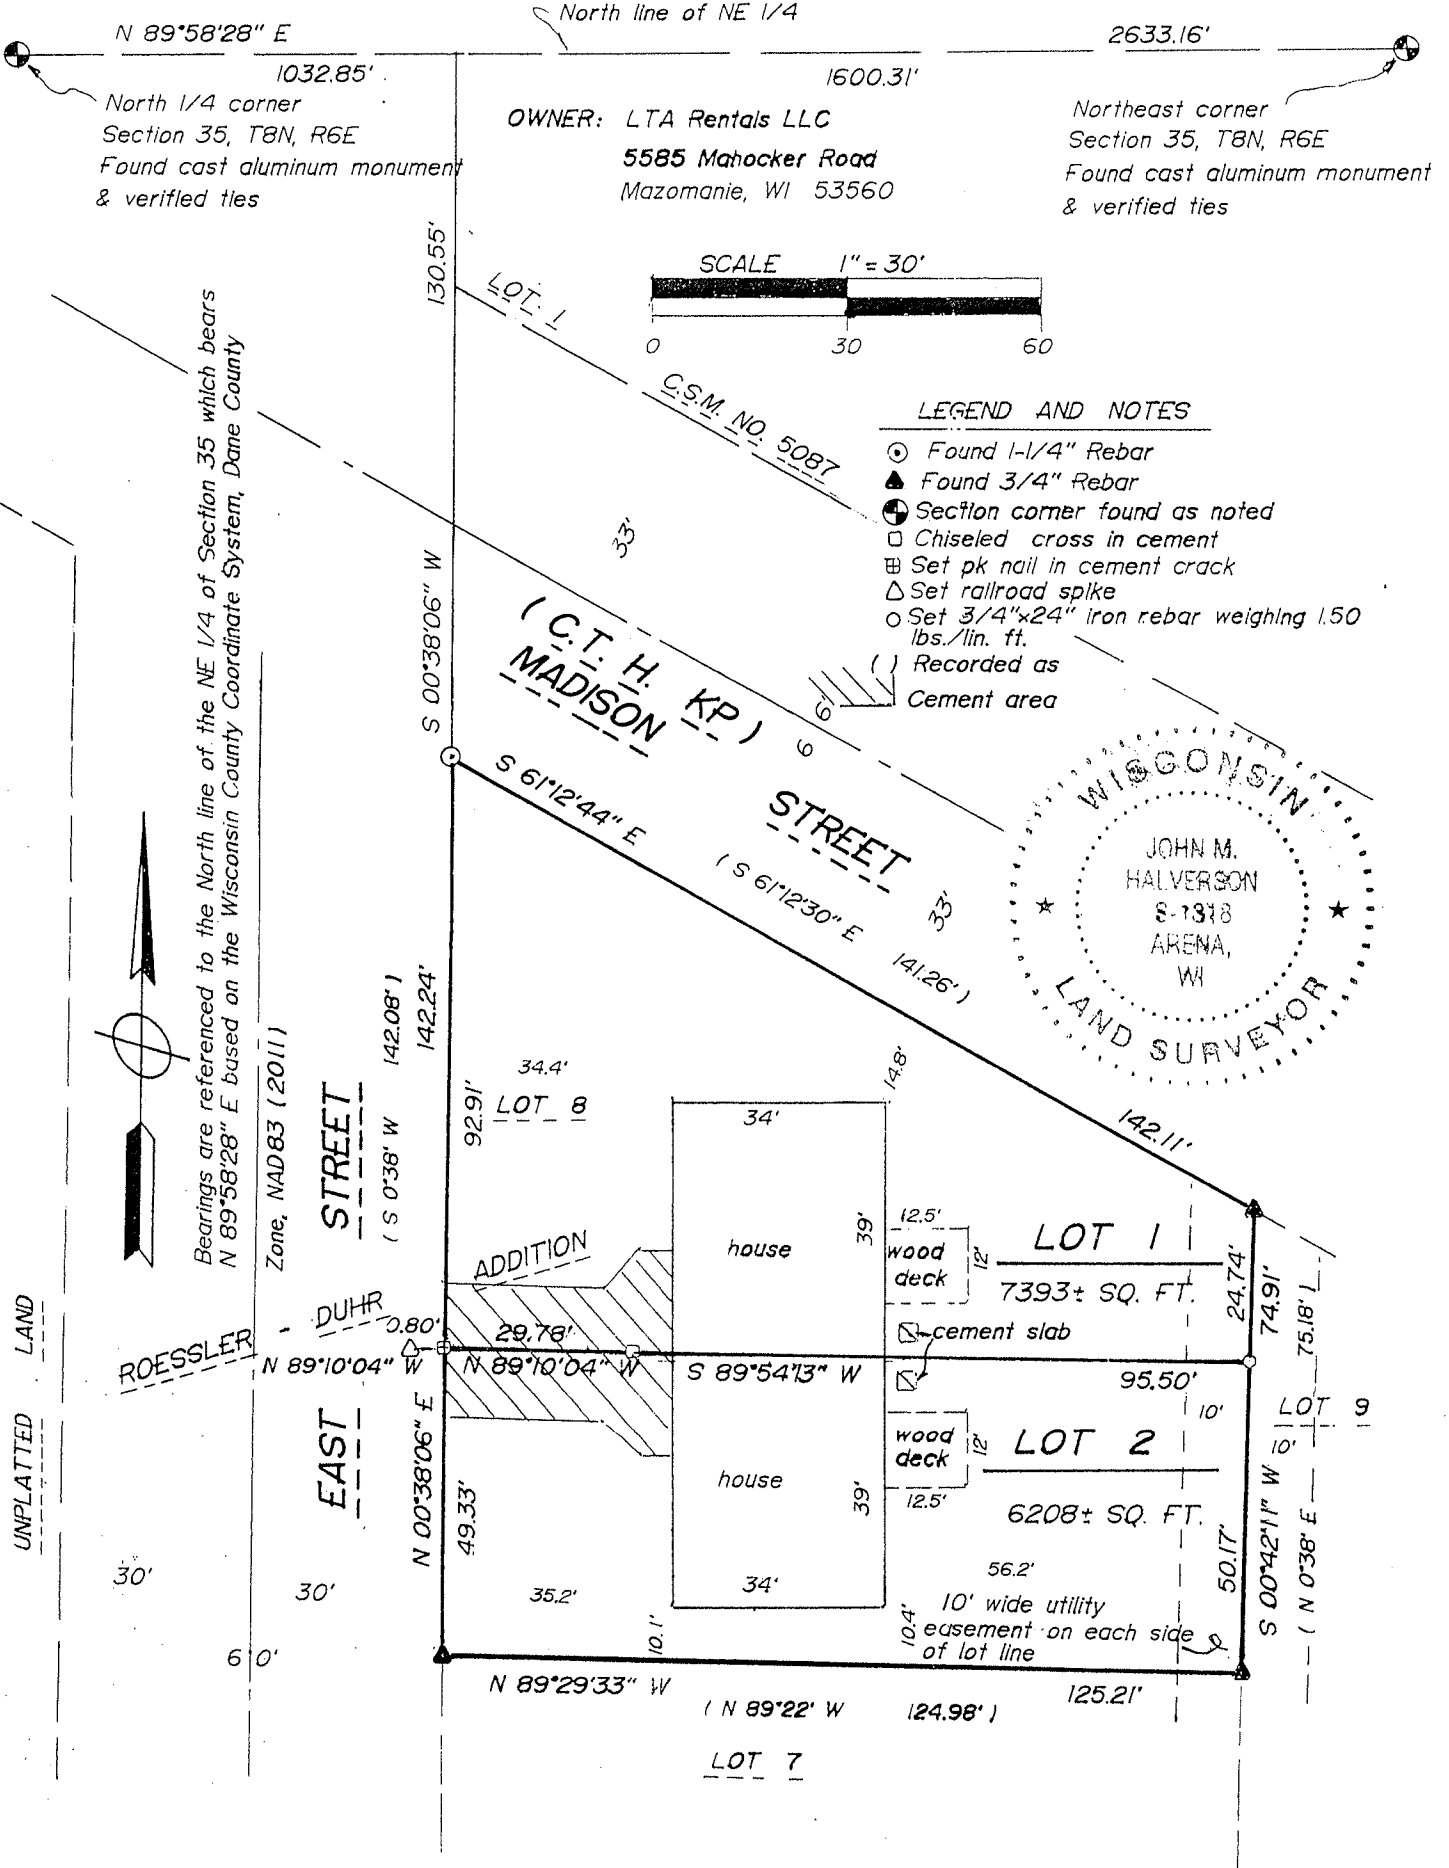 North line of NE 1/4
N 89°58'28" E
2633.16'
1032.85'
1600.31'
North 1/4 corner
Section 35, T8N, R6E
Found cast aluminum monument
& verified ties
OWNER: LTA Rentals LLC
5585 Mahocker Road
Mazomanie, WI 53560
Northeast corner
Section 35, T8N, R6E
Found cast aluminum monument
& verified ties
130.55'
SCALE 1" = 30'
0 30 60
LOT 1
C.S.M. NO. 5087
LEGEND AND NOTES
Found 1-1/4" Rebar
Found 3/4" Rebar
Section corner found as noted
Chiseled cross in cement
Set pk nail in cement crack
Set railroad spike
Set 3/4"x24" iron rebar weighing 1.50
lbs./lin. ft.
( ) Recorded as
Cement area
Bearings are referenced to the North line of the NE 1/4 of Section 35 which bears
N 89°58'28" E based on the Wisconsin County Coordinate System, Dane County
Zone, NAD83 (2011)
33'
S 00°38'06" W
( C.T. H. KP )
MADISON
STREET
6
6'
S 61°12'44" E
( S 61°12'30" E
141.26' )
33'
142.11'
WISCONSIN
JOHN M.
HALVERSON
S-1318
ARENA,
WI
LAND SURVEYOR
142.24'
( S 0°38' W 142.08' )
92.91'
34.4'
LOT 8
14.8'
34'
house
39'
12.5'
wood
deck
12'
LOT 1
7393± SQ. FT.
24.74'
74.91'
75.18' )
STREET
EAST
ADDITION
DUHR
ROESSLER -
0.80'
29.78'
N 89°10'04" W
N 89°10'04" W
cement slab
S 89°54'13" W
95.50'
10'
LOT 9
10'
UNPLATTED LAND
N 00°38'06" E
49.33'
wood
deck
12'
12.5'
LOT 2
6208± SQ. FT.
house
39'
34'
56.2'
50.17'
S 00°42'11" W
( N 0°38' E
30'
30'
35.2'
10.1'
10.4'
10' wide utility
easement on each side
of lot line
60'
N 89°29'33" W
125.21'
( N 89°22' W 124.98' )
LOT 7